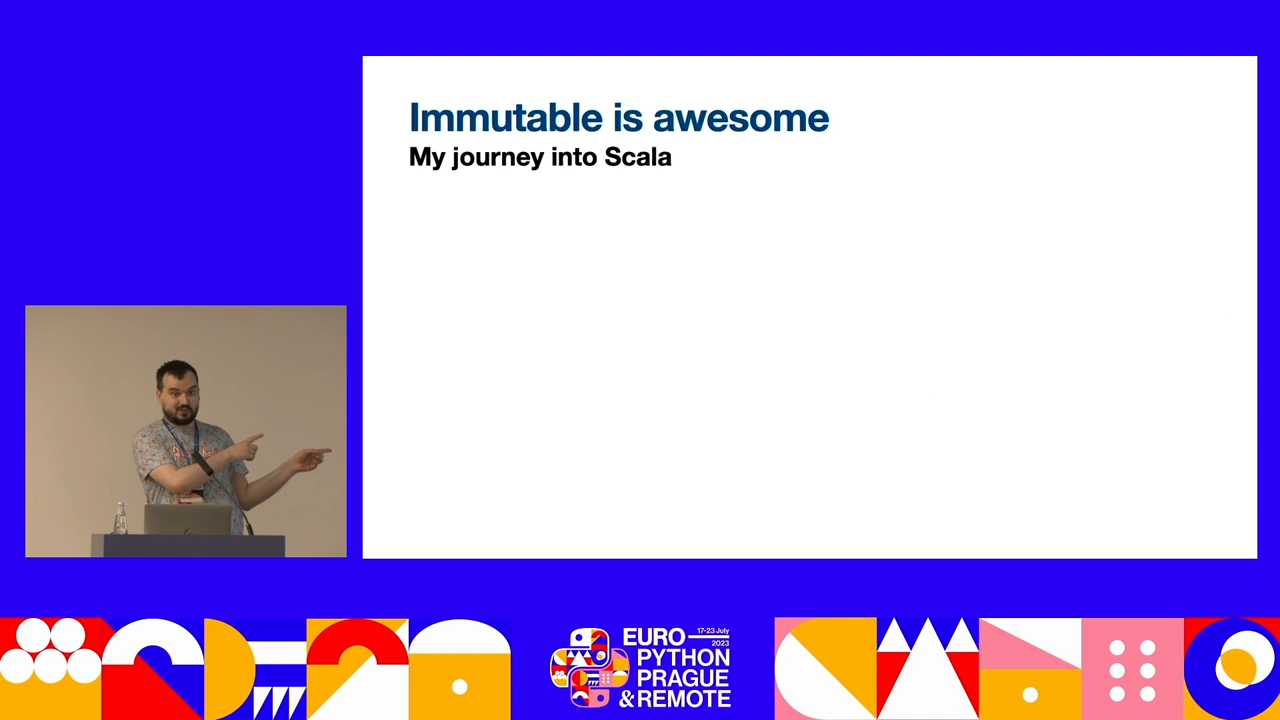 Immutable is awesome
My journey into Scala
EURO 17-23 July
2023
PYTHON
PRAGUE
& REMOTE